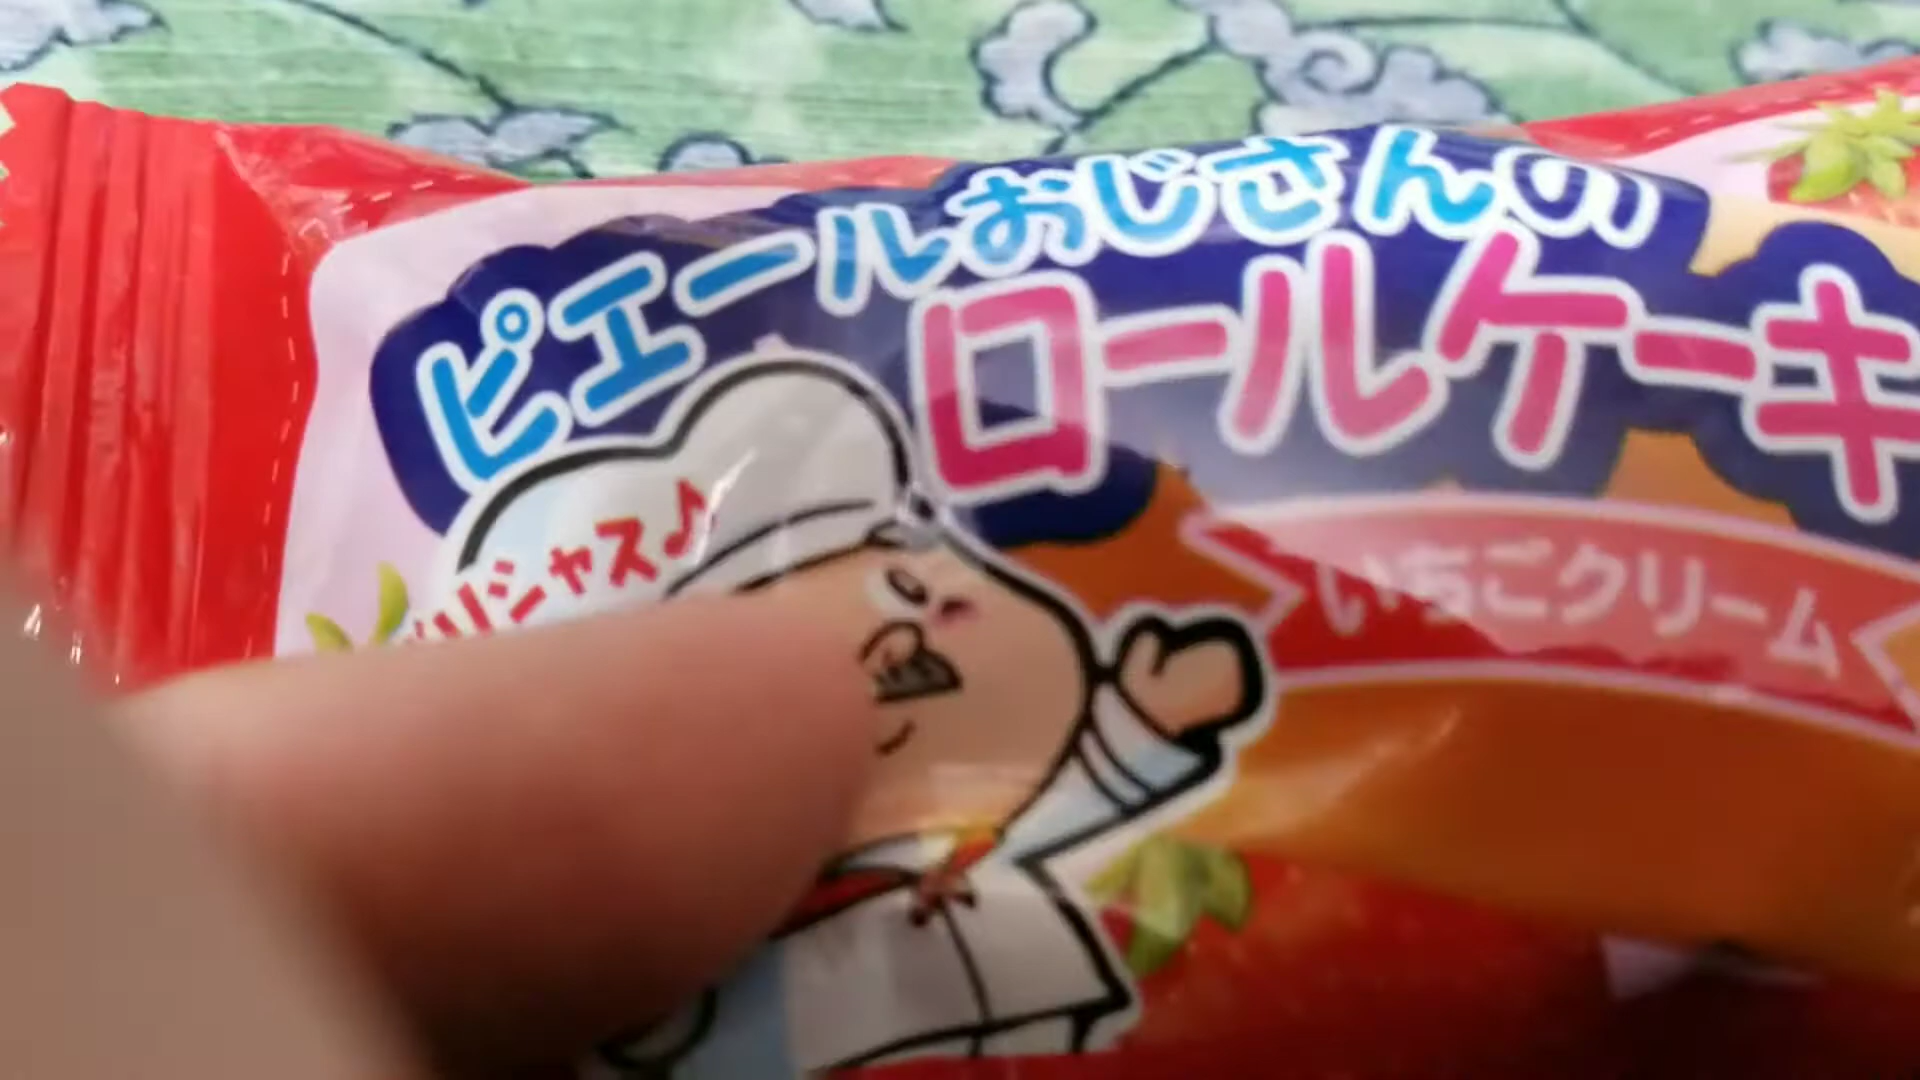 ピエールおじさんの
ロールケーキ
リシャス♪
いちごクリーム